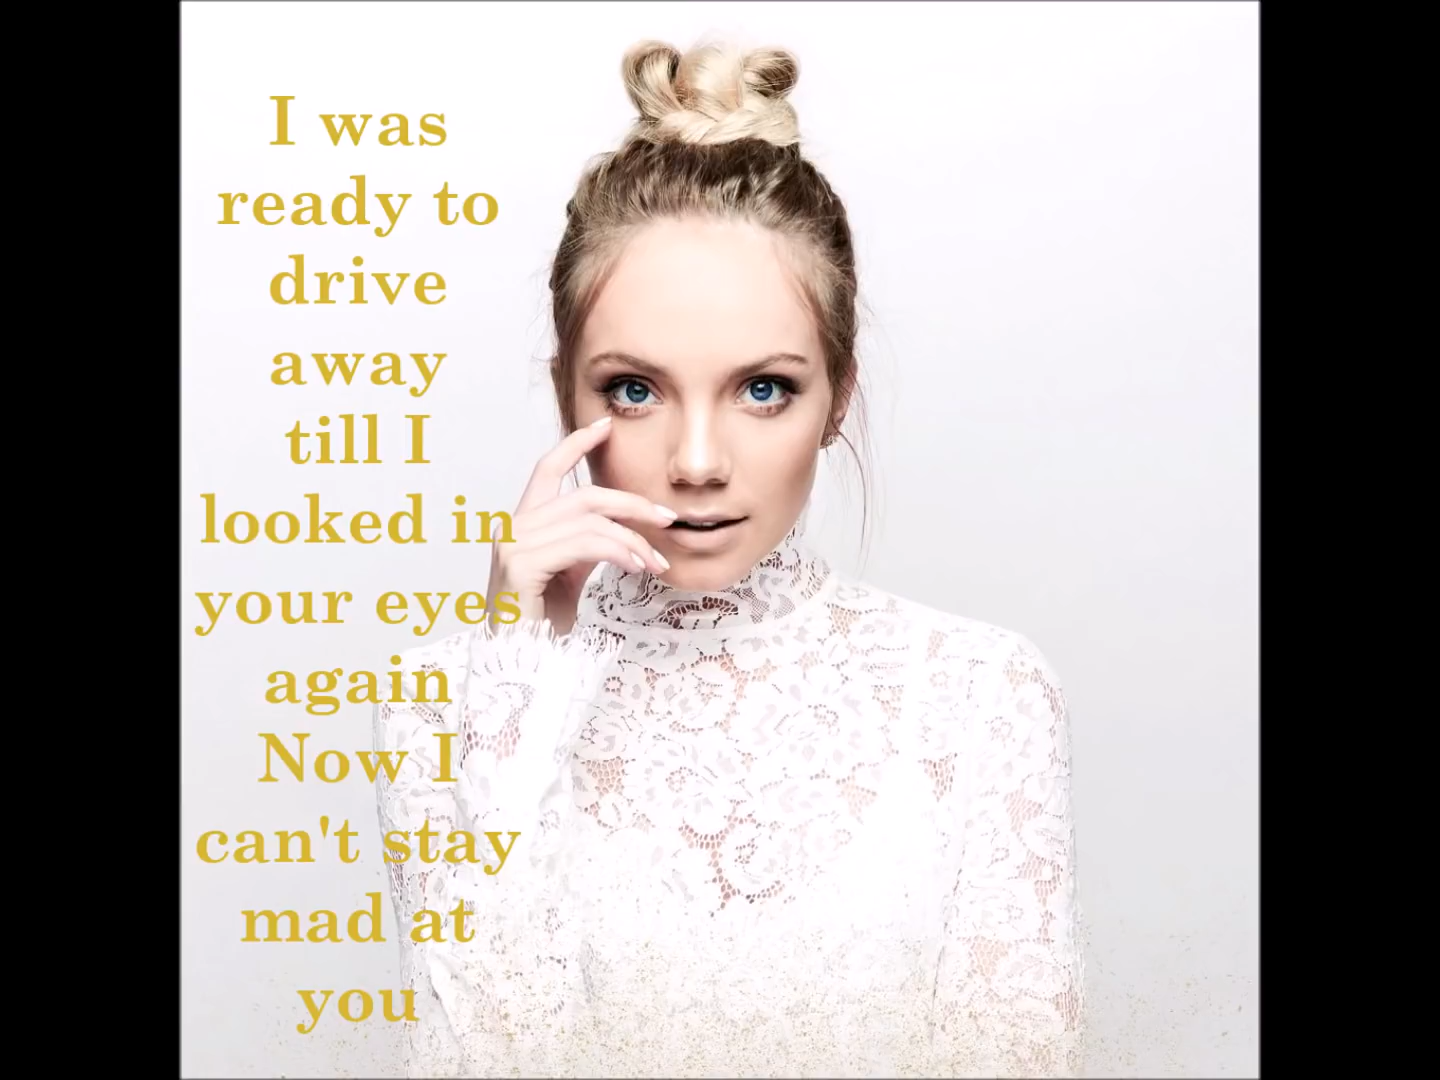 I was
ready to
drive
away
till I
looked in
your eyes
again
Now I
can't stay
mad at
you